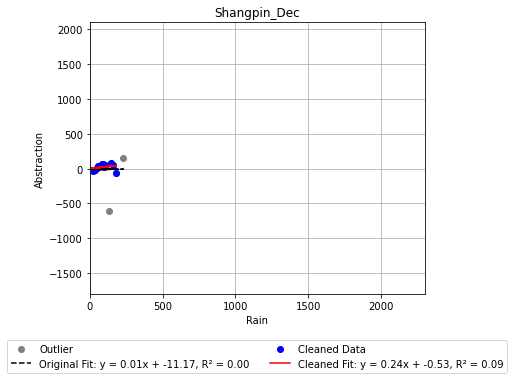 Shangpin_Dec
2000
1500
1000
500
0
−500
−1000
−1500
Abstraction
0 500 1000 1500 2000
Rain
Outlier Cleaned Data
Original Fit: y = 0.01x + -11.17, R² = 0.00 Cleaned Fit: y = 0.24x + -0.53, R² = 0.09